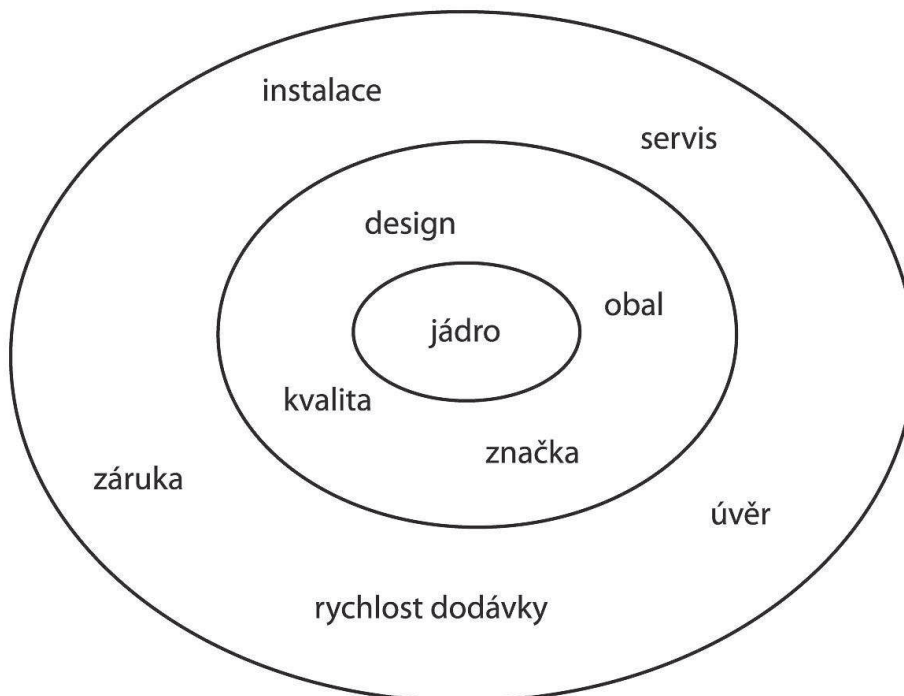 instalace
servis
design
obal
jádro
kvalita
značka
záruka
úvěr
rychlost dodávky